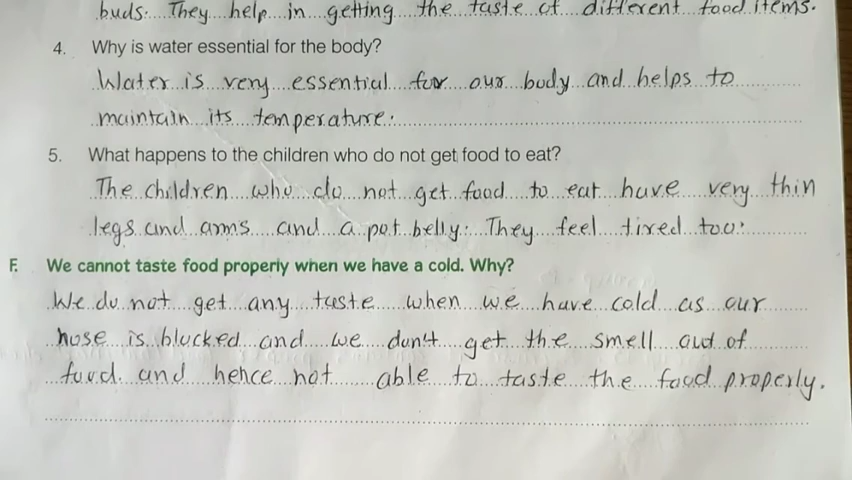 buds. They help in getting the taste of different food items.
4. Why is water essential for the body?
Water is very essential for our body and helps to
maintain its temperature.
5. What happens to the children who do not get food to eat?
The children who do not get food to eat have very thin
legs and arms and a pot belly. They feel tired too.
F. We cannot taste food properly when we have a cold. Why?
We do not get any taste when we have cold as our
nose is blocked and we don't get the smell out of
food and hence not able to taste the food properly.